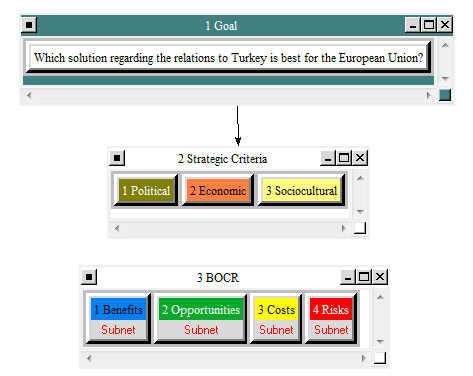 1 Goal
Which solution regarding the relations to Turkey is best for the European Union?
2 Strategic Criteria
1 Political 2 Economic 3 Sociocultural
3 BOCR
1 Benefits 2 Opportunities 3 Costs 4 Risks
Subnet Subnet Subnet Subnet